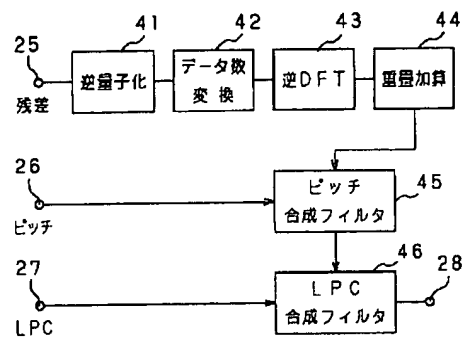 41
42
43
44
25
残差
逆量子化
データ数
変換
逆DFT
重畳加算
26
ピッチ
ピッチ
合成フィルタ
45
27
LPC
LPC
合成フィルタ
46
28